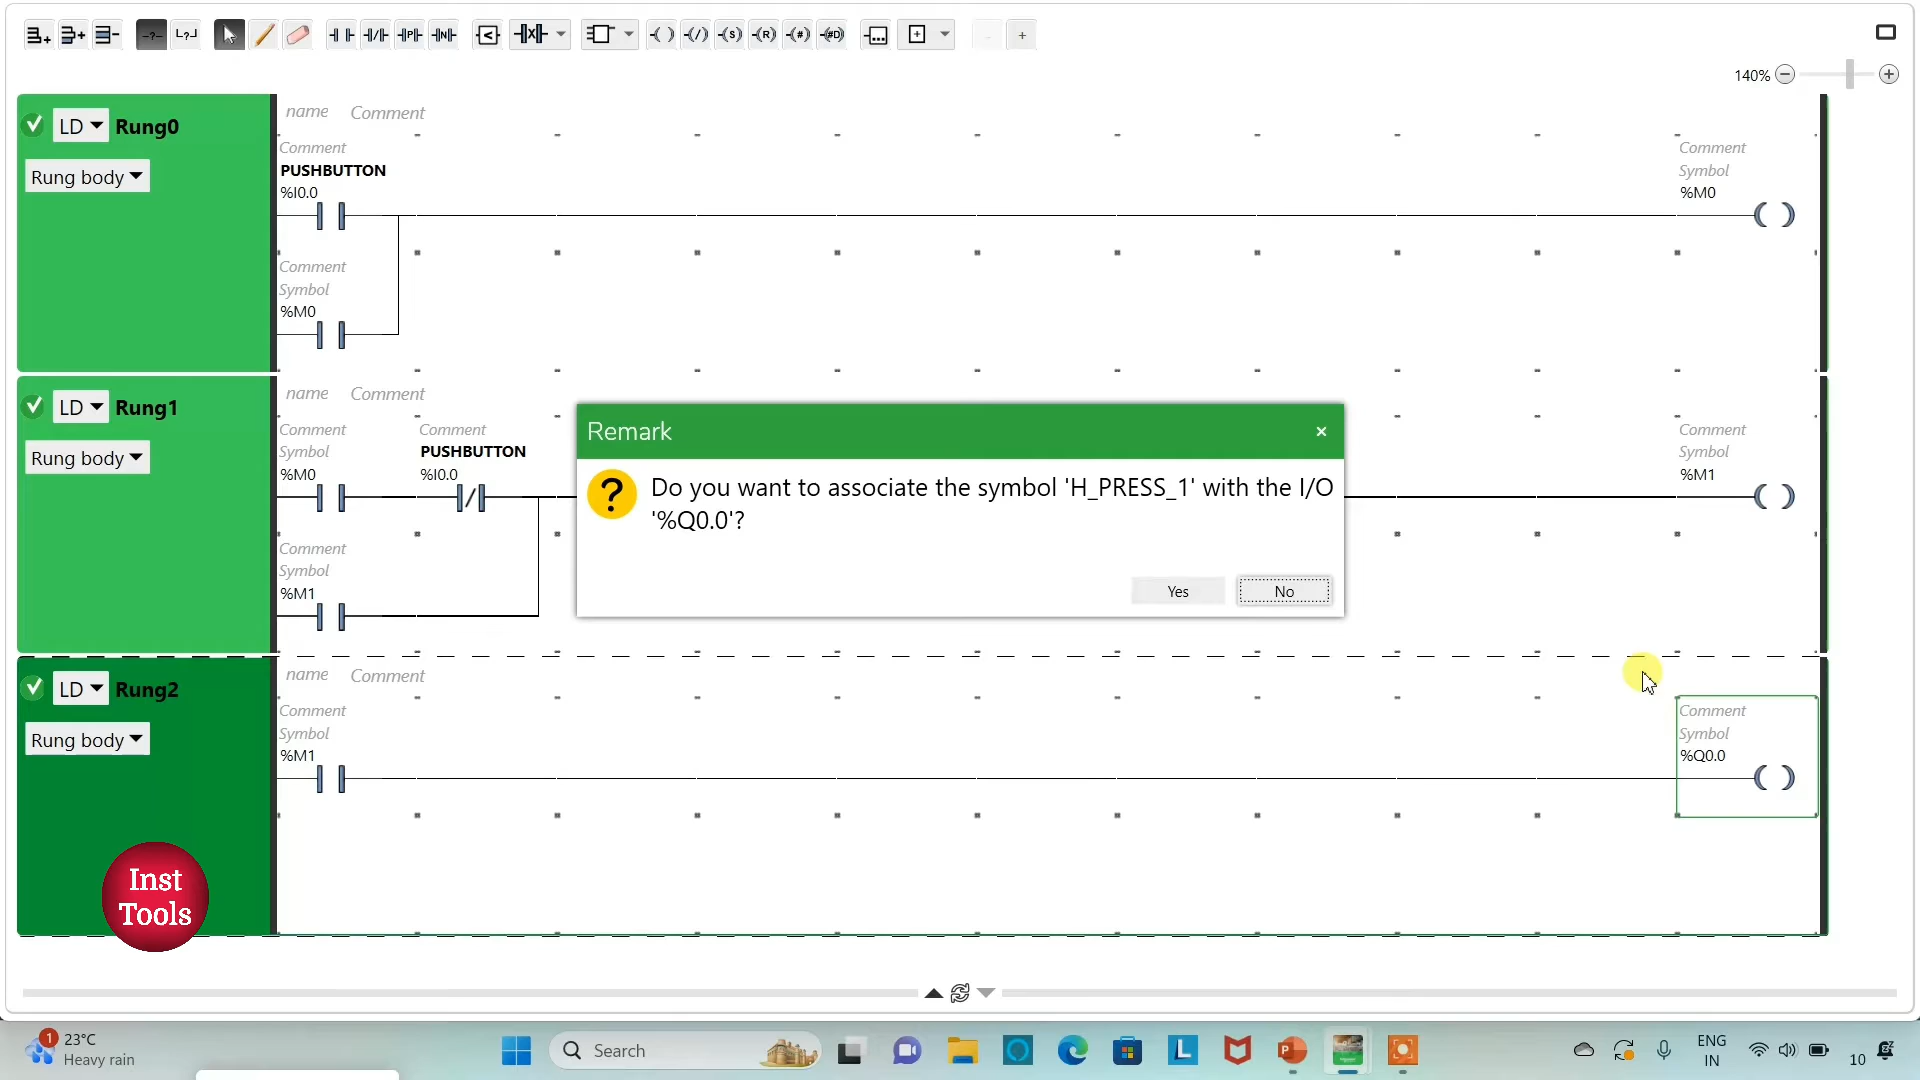 140%
LD Rung0
name Comment
Comment
PUSHBUTTON
%I0.0
Comment
Symbol
%M0
Rung body
Comment
Symbol
%M0
LD Rung1
name Comment
Comment
Symbol
%M0
Comment
PUSHBUTTON
%I0.0
Comment
Symbol
%M1
Rung body
Comment
Symbol
%M1
Remark
Do you want to associate the symbol 'H_PRESS_1' with the I/O
'%Q0.0'?
Yes No
LD Rung2
name Comment
Comment
Symbol
%M1
Comment
Symbol
%Q0.0
Rung body
Inst
Tools
1
23°C
Heavy rain
Search
ENG
IN
10